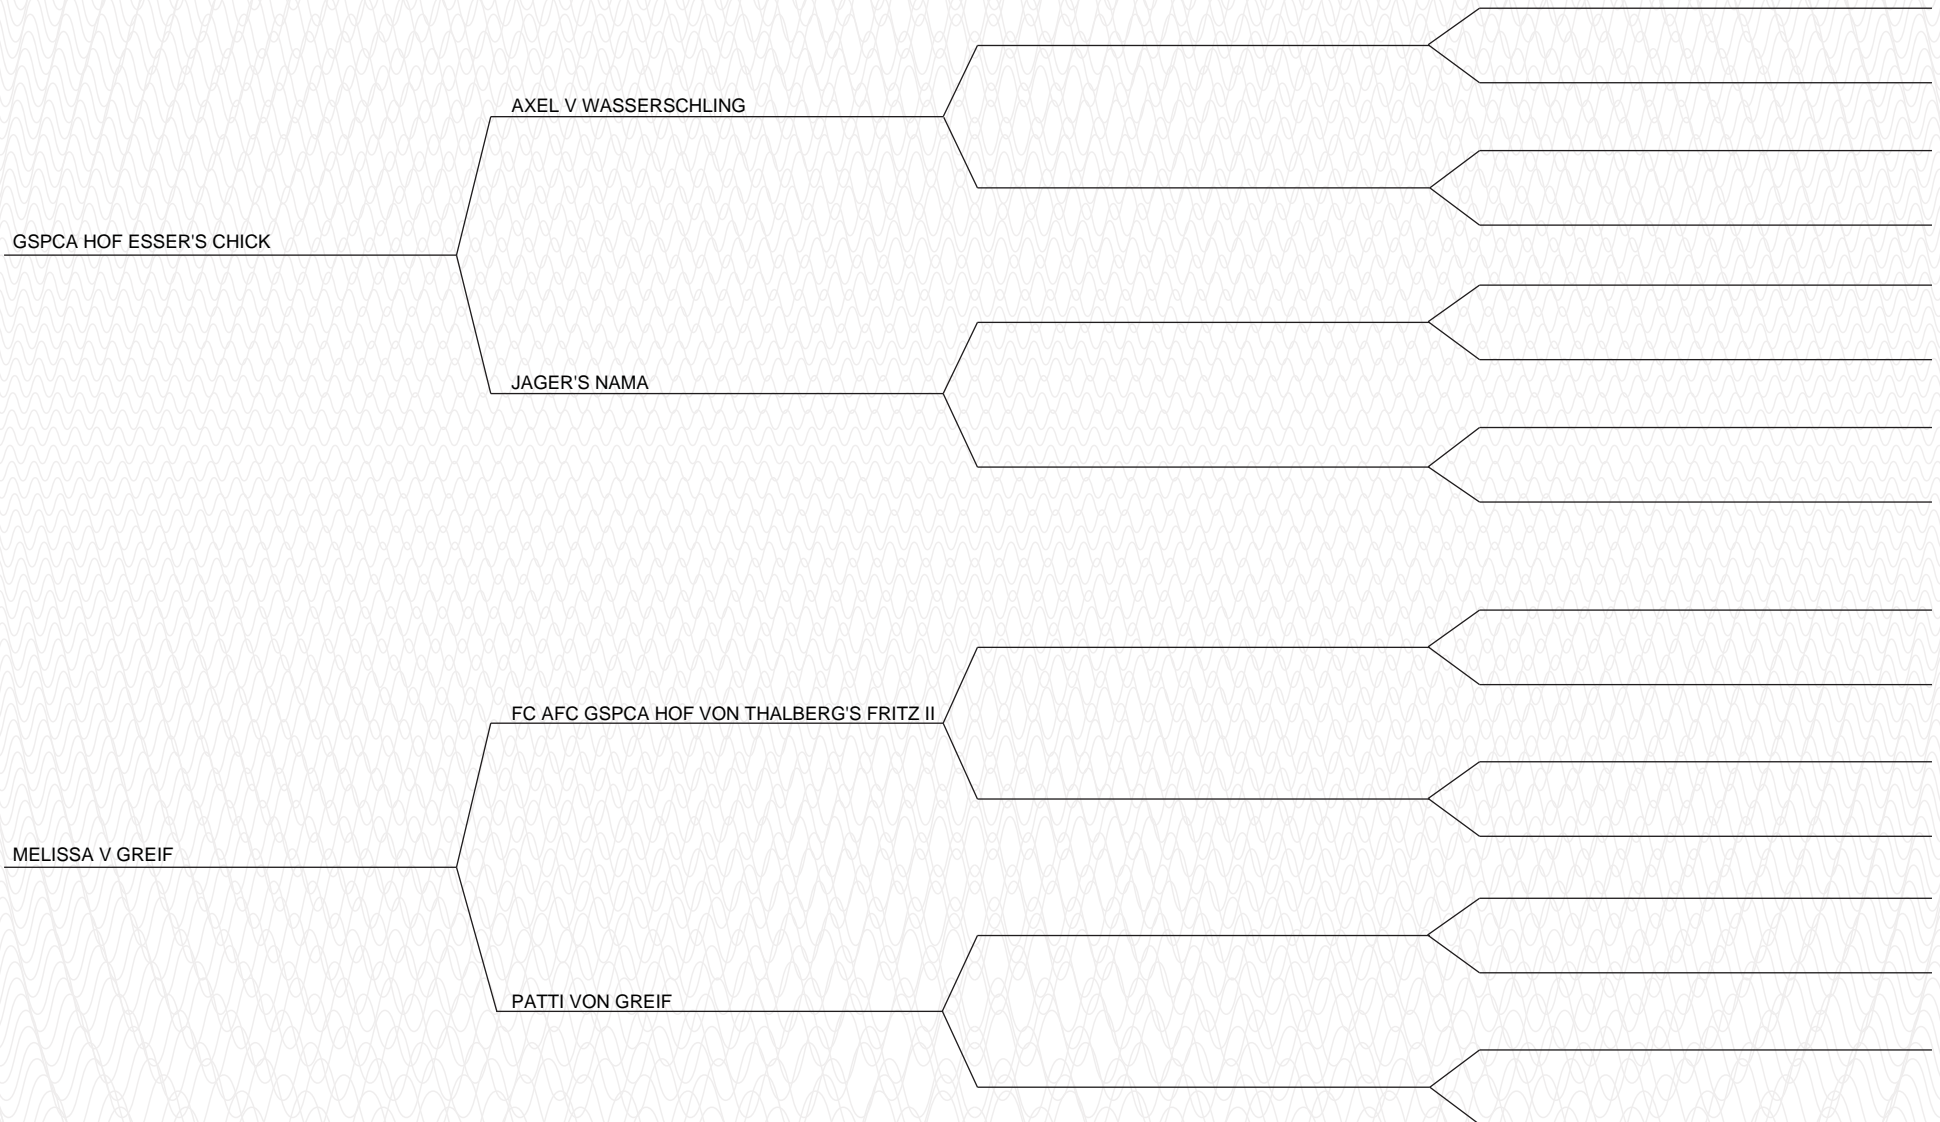 AXEL V WASSERSCHLING
GSPCA HOF ESSER'S CHICK
JAGER'S NAMA
FC AFC GSPCA HOF VON THALBERG'S FRITZ II
MELISSA V GREIF
PATTI VON GREIF